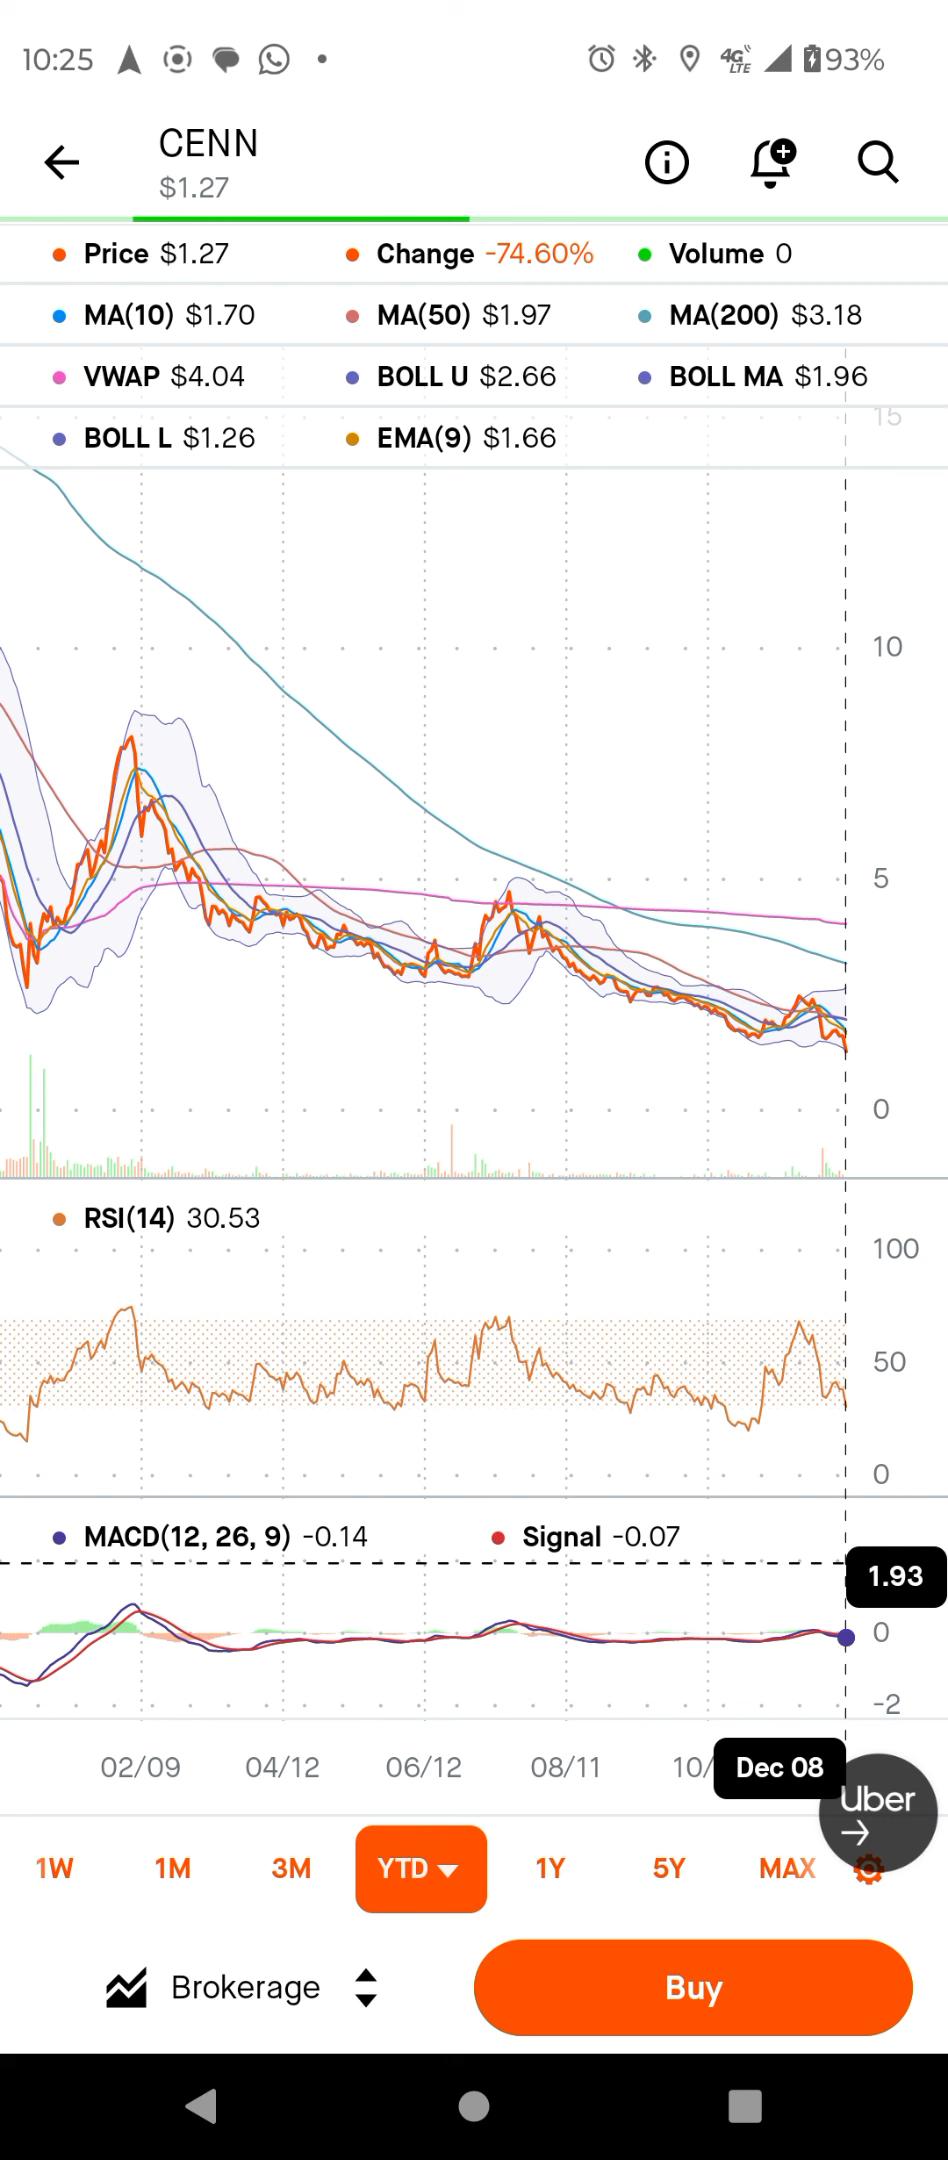 10:25 4G LTE 93%
CENN
$1.27
Price $1.27 Change -74.60% Volume 0
MA(10) $1.70 MA(50) $1.97 MA(200) $3.18
VWAP $4.04 BOLL U $2.66 BOLL MA $1.96
15
BOLL L $1.26 EMA(9) $1.66
10
5
0
RSI(14) 30.53
100
50
0
MACD(12, 26, 9) -0.14 Signal -0.07
1.93
0
-2
02/09 04/12 06/12 08/11 10/ Dec 08
Uber
1W 1M 3M YTD 1Y 5Y MAX
Brokerage Buy